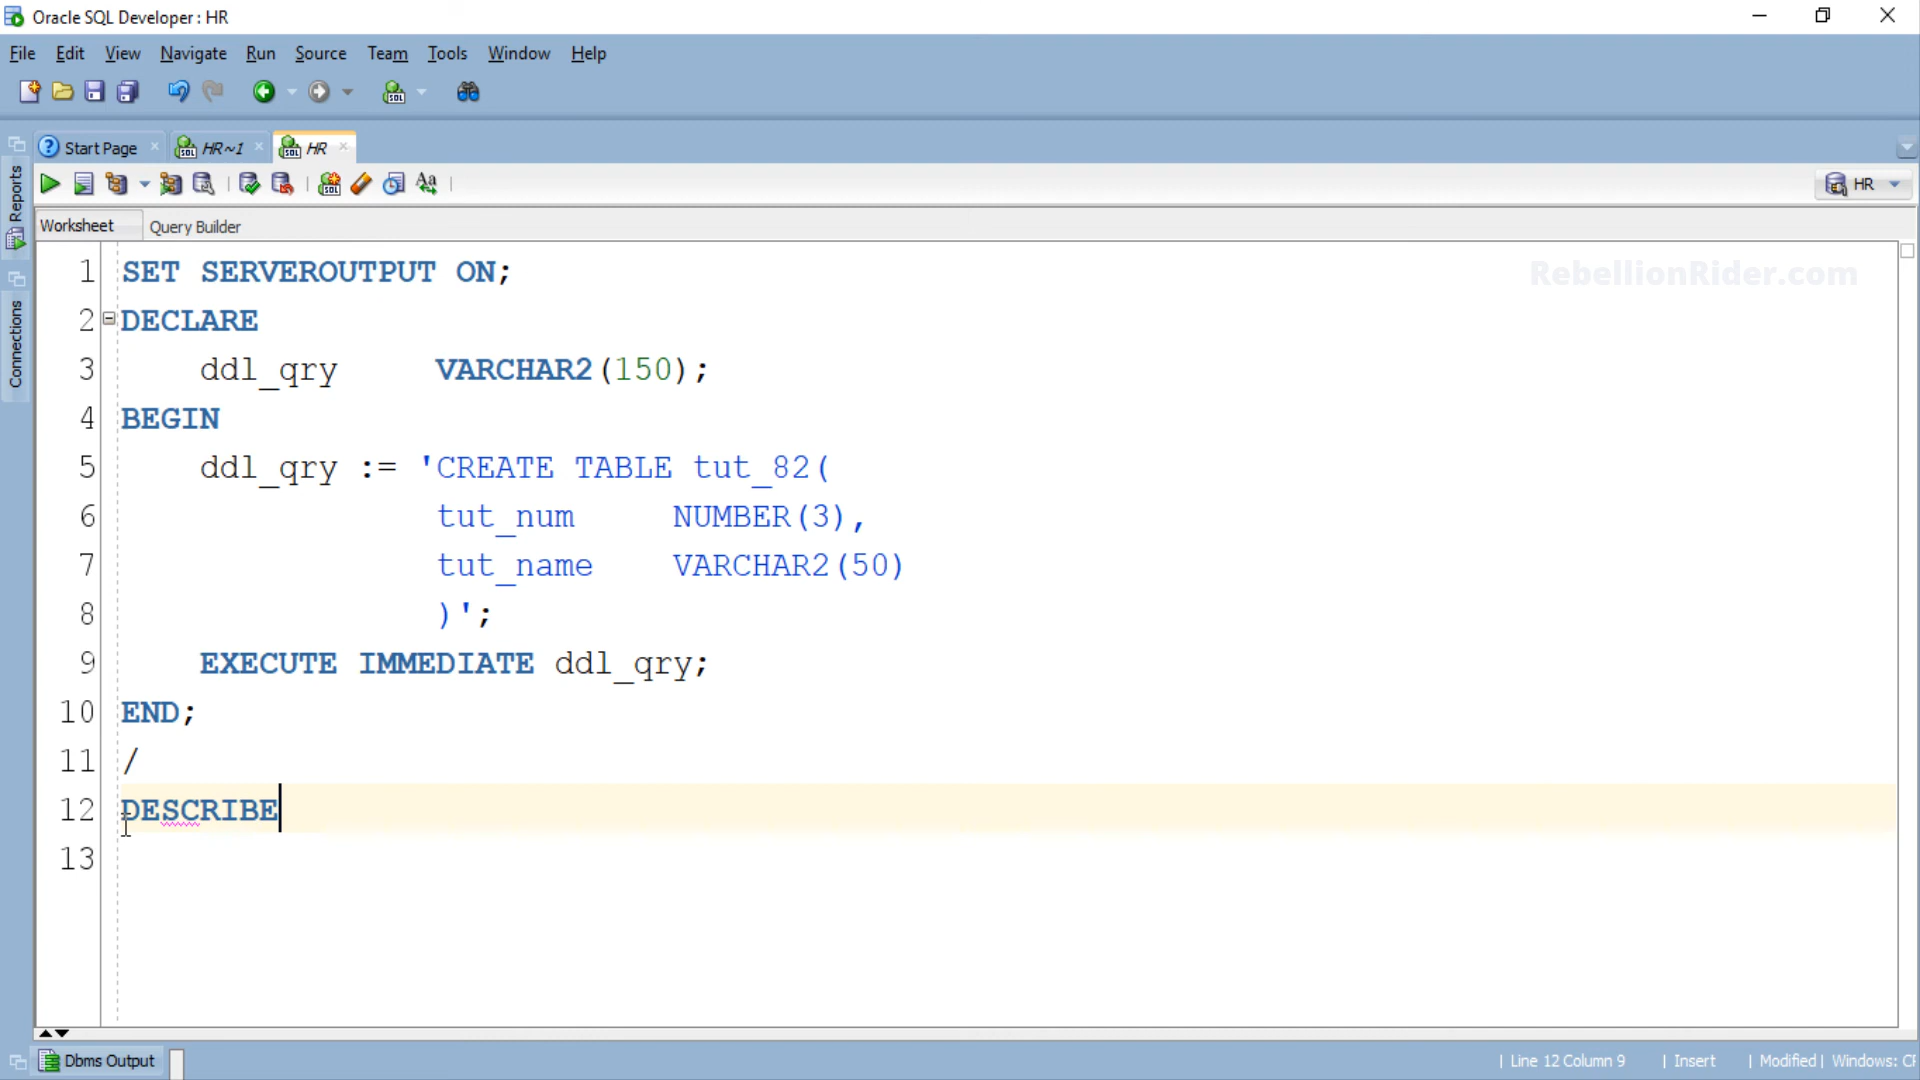 Oracle SQL Developer : HR
File Edit View Navigate Run Source Team Tools Window Help
Start Page HR~1 HR
HR
Worksheet Query Builder
Reports
Connections
RebellionRider.com
1 SET SERVEROUTPUT ON;
2 DECLARE
3 ddl_qry VARCHAR2(150);
4 BEGIN
5 ddl_qry := 'CREATE TABLE tut_82(
6 tut_num NUMBER(3),
7 tut_name VARCHAR2(50)
8 )';
9 EXECUTE IMMEDIATE ddl_qry;
10 END;
11 /
12 DESCRIBE
13
Dbms Output
| Line 12 Column 9 | Insert | Modified | Windows: CF